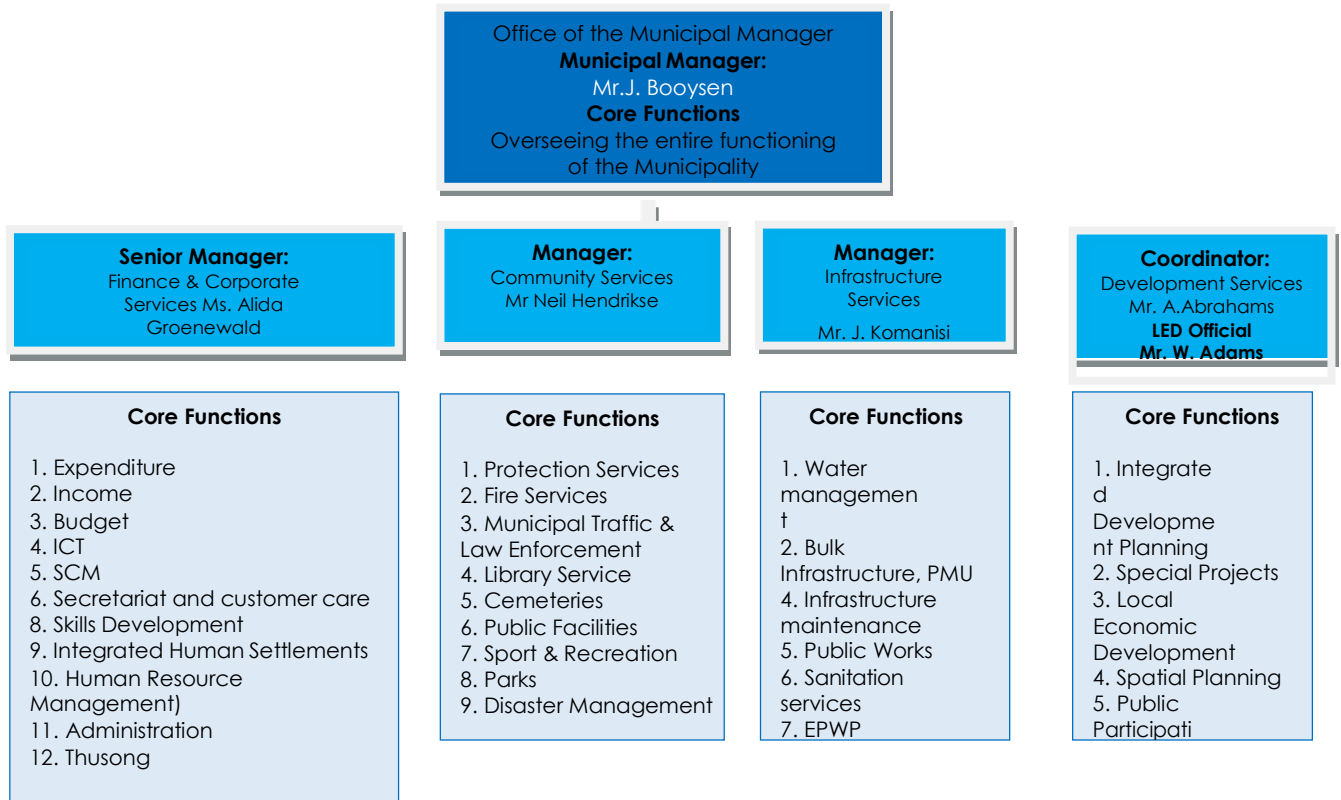 Office of the Municipal Manager
Municipal Manager:
Mr.J. Booysen
Core Functions
Overseeing the entire functioning
of the Municipality
Senior Manager:
Finance & Corporate
Services Ms. Alida
Groenewald
Manager:
Community Services
Mr Neil Hendrikse
Manager:
Infrastructure
Services
Mr. J. Komanisi
Coordinator:
Development Services
Mr. A.Abrahams
LED Official
Mr. W. Adams
Core Functions
1. Expenditure
2. Income
3. Budget
4. ICT
5. SCM
6. Secretariat and customer care
8. Skills Development
9. Integrated Human Settlements
10. Human Resource
Management)
11. Administration
12. Thusong
Core Functions
1. Protection Services
2. Fire Services
3. Municipal Traffic &
Law Enforcement
4. Library Service
5. Cemeteries
6. Public Facilities
7. Sport & Recreation
8. Parks
9. Disaster Management
Core Functions
1. Water
managemen
t
2. Bulk
Infrastructure, PMU
4. Infrastructure
maintenance
5. Public Works
6. Sanitation
services
7. EPWP
Core Functions
1. Integrate
d
Developme
nt Planning
2. Special Projects
3. Local
Economic
Development
4. Spatial Planning
5. Public
Participati